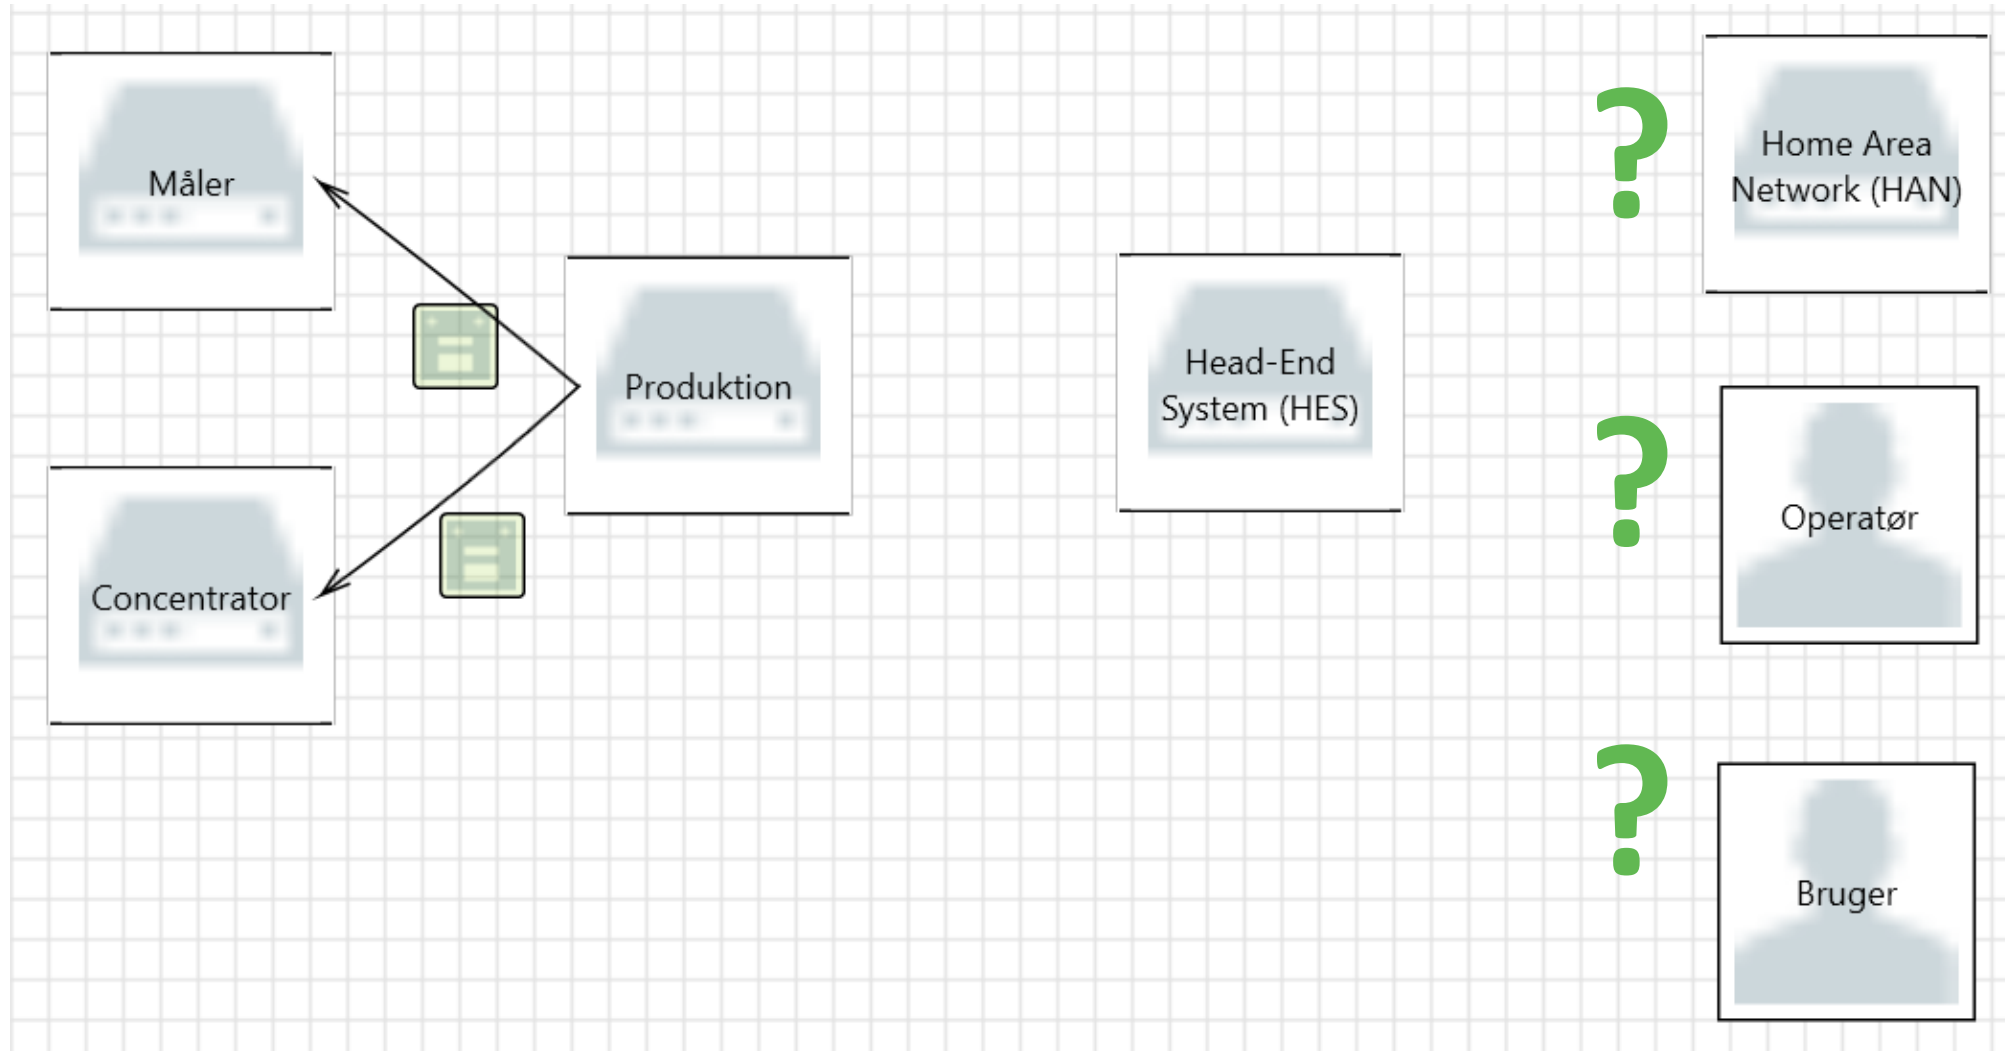 Måler
Concentrator
Produktion
Head-End
System (HES)
?
Home Area
Network (HAN)
?
Operatør
?
Bruger